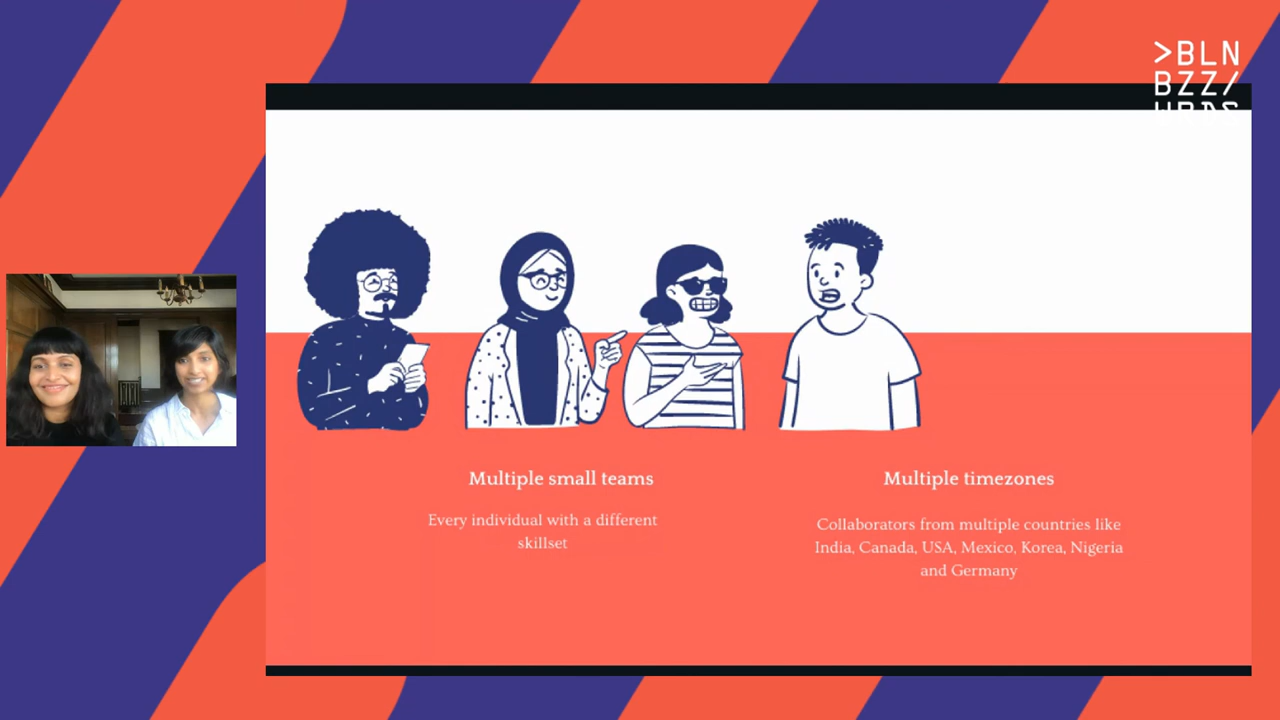 >BLN
BZZ/
Multiple small teams
Every individual with a different
skillset
Multiple timezones
Collaborators from multiple countries like
India, Canada, USA, Mexico, Korea, Nigeria
and Germany